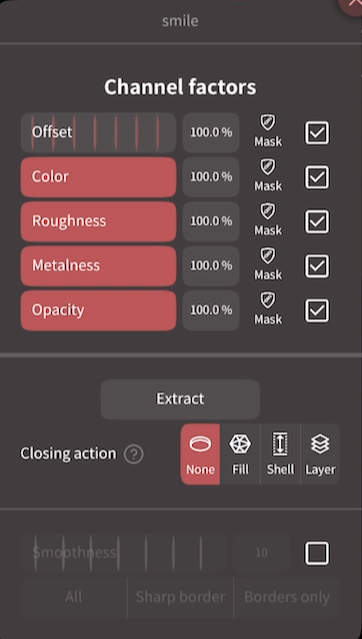 smile
Channel factors
Offset 100.0 % Mask
Color 100.0 % Mask
Roughness 100.0 % Mask
Metalness 100.0 % Mask
Opacity 100.0 % Mask
Extract
Closing action ? None Fill Shell Layer
Smoothness 10
All Sharp border Borders only